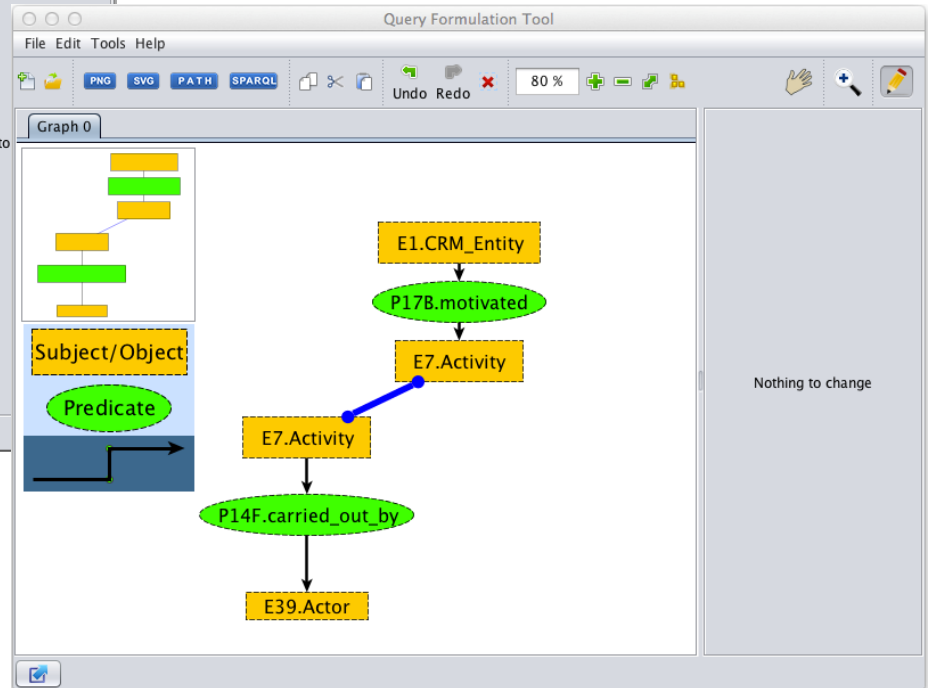 Query Formulation Tool
File Edit Tools Help
PNG SVG PATH SPARQL Undo Redo 80 %
to
Graph 0
E1.CRM_Entity
P17B.motivated
Subject/Object
E7.Activity
Nothing to change
Predicate
E7.Activity
P14F.carried_out_by
E39.Actor